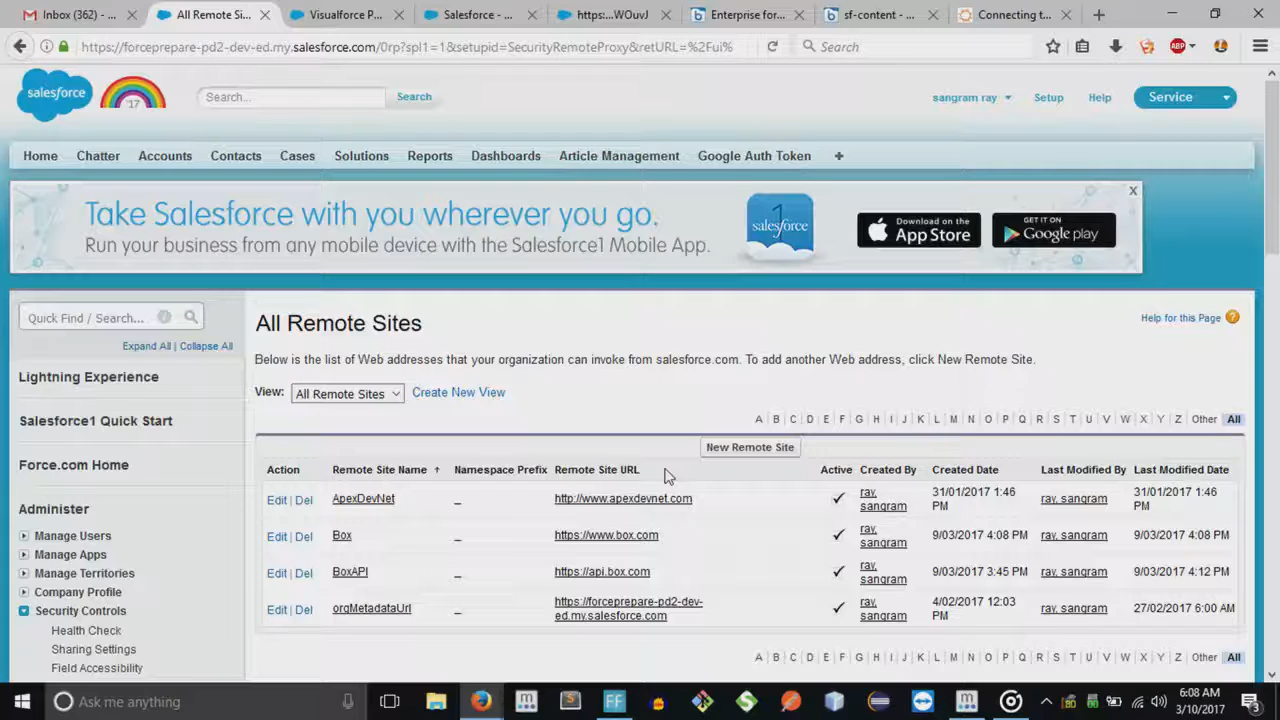 Inbox (362) - ...
All Remote Si...
Visualforce P...
Salesforce - ...
https:...WOuvJ
Enterprise for...
sf-content - ...
Connecting t...
https://forceprepare-pd2-dev-ed.my.salesforce.com/0rp?spl1=1&setupid=SecurityRemoteProxy&retURL=%2Fui%
Search
ABP
salesforce
'17
Search...
Search
sangram ray
Setup
Help
Service
Home
Chatter
Accounts
Contacts
Cases
Solutions
Reports
Dashboards
Article Management
Google Auth Token
+
Take Salesforce with you wherever you go.
Run your business from any mobile device with the Salesforce1 Mobile App.
1
salesforce
Download on the
App Store
GET IT ON
Google play
X
Quick Find / Search...
Expand All | Collapse All
Lightning Experience
Salesforce1 Quick Start
Force.com Home
Administer
Manage Users
Manage Apps
Manage Territories
Company Profile
Security Controls
Health Check
Sharing Settings
Field Accessibility
All Remote Sites
Help for this Page
Below is the list of Web addresses that your organization can invoke from salesforce.com. To add another Web address, click New Remote Site.
View: All Remote Sites Create New View
A B C D E F G H I J K L M N O P Q R S T U V W X Y Z Other All
New Remote Site
Action Remote Site Name Namespace Prefix Remote Site URL Active Created By Created Date Last Modified By Last Modified Date
Edit | Del ApexDevNet http://www.apexdevnet.com ray, sangram 31/01/2017 1:46 PM ray, sangram 31/01/2017 1:46 PM
Edit | Del Box https://www.box.com ray, sangram 9/03/2017 4:08 PM ray, sangram 9/03/2017 4:08 PM
Edit | Del BoxAPI https://api.box.com ray, sangram 9/03/2017 3:45 PM ray, sangram 9/03/2017 4:12 PM
Edit | Del orgMetadataUrl https://forceprepare-pd2-dev-ed.my.salesforce.com ray, sangram 4/02/2017 12:03 PM ray, sangram 27/02/2017 6:00 AM
A B C D E F G H I J K L M N O P Q R S T U V W X Y Z Other All
Ask me anything
FF
6:08 AM
3/10/2017